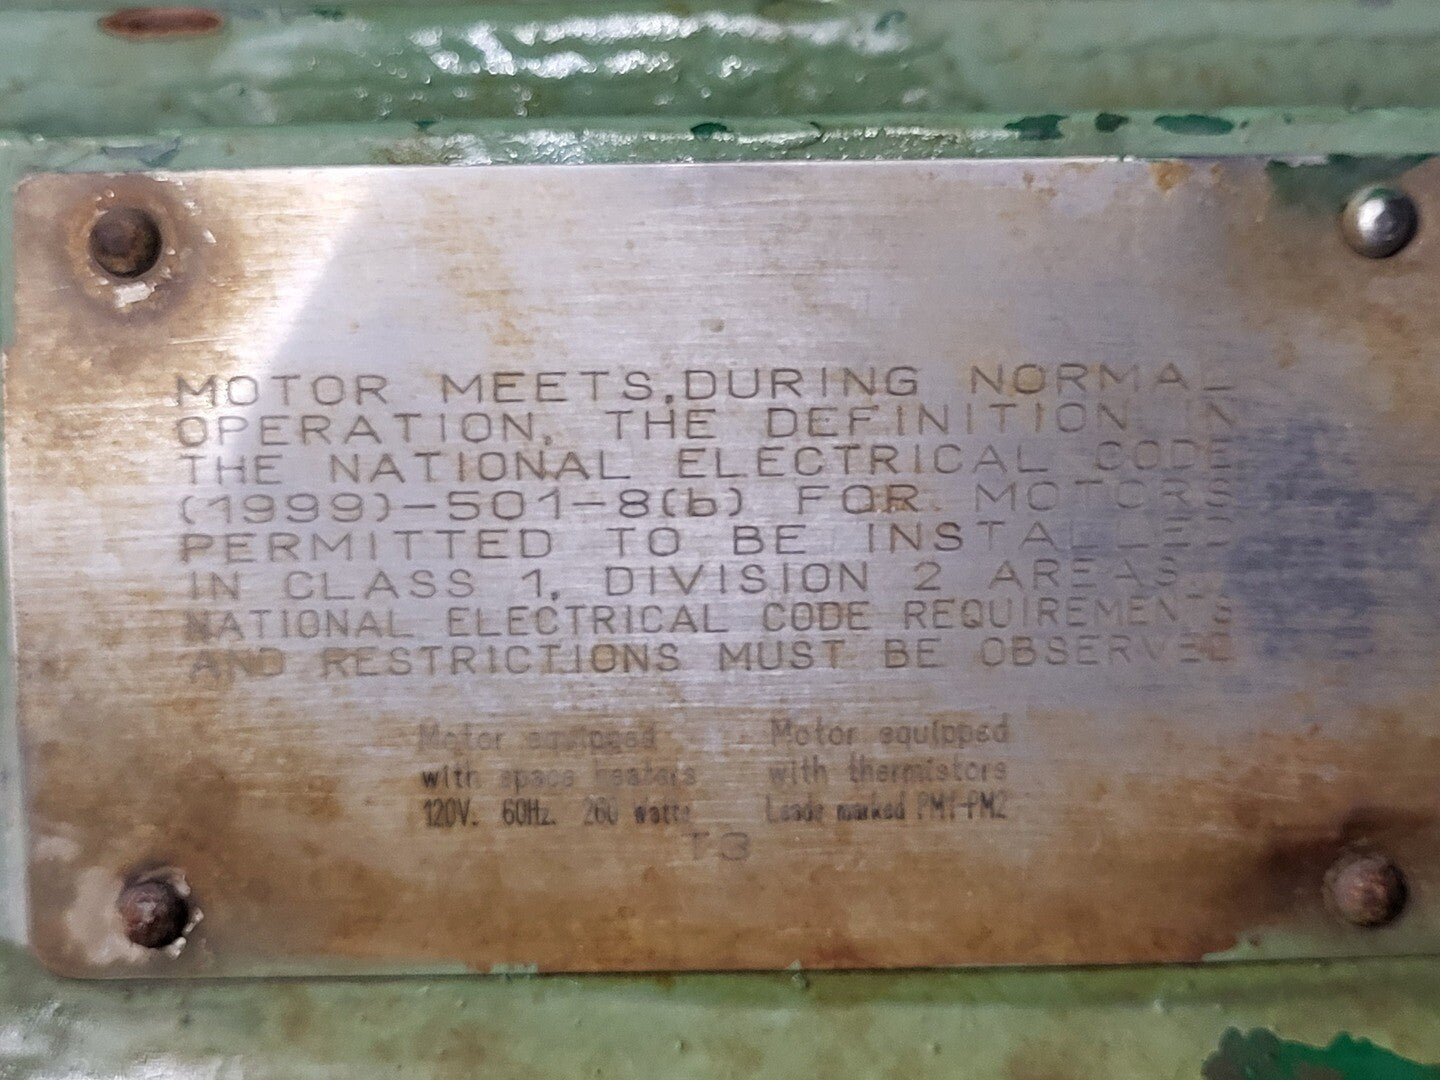 MOTOR MEETS,DURING NORMAL
OPERATION, THE DEFINITION IN
THE NATIONAL ELECTRICAL CODE
(1999)-501-8(b) FOR MOTORS
PERMITTED TO BE INSTALLED
IN CLASS 1, DIVISION 2 AREAS.
NATIONAL ELECTRICAL CODE REQUIREMENTS
AND RESTRICTIONS MUST BE OBSERVED
Motor equipped
with space heaters
120V. 60Hz. 260 watts
Motor equipped
with thermistors
Leads marked PM1-PM2
T3